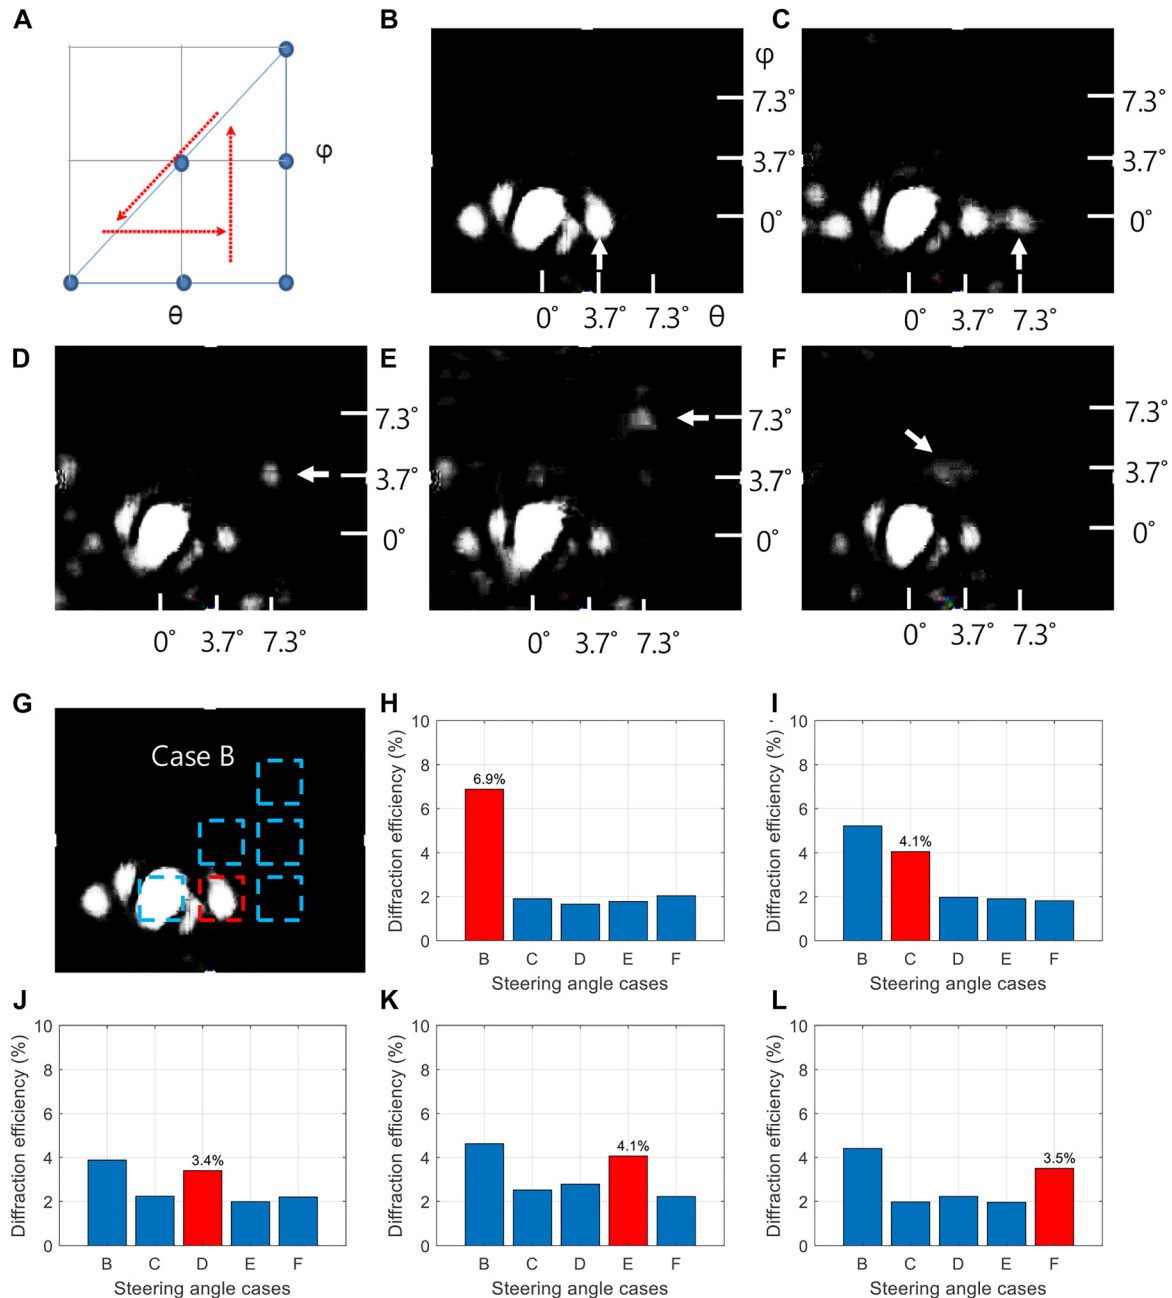 A
φ
θ
B
φ
7.3°
3.7°
0°
0° 3.7° 7.3° θ
C
7.3°
3.7°
0°
0° 3.7° 7.3°
D
7.3°
3.7°
0°
0° 3.7° 7.3°
E
7.3°
3.7°
0°
0° 3.7° 7.3°
F
7.3°
3.7°
0°
0° 3.7° 7.3°
G
Case B
H
Diffraction efficiency (%)
10
8
6
4
2
0
6.9%
B C D E F
Steering angle cases
I
Diffraction efficiency (%)
10
8
6
4
2
0
4.1%
B C D E F
Steering angle cases
J
Diffraction efficiency (%)
10
8
6
4
2
0
3.4%
B C D E F
Steering angle cases
K
Diffraction efficiency (%)
10
8
6
4
2
0
4.1%
B C D E F
Steering angle cases
L
Diffraction efficiency (%)
10
8
6
4
2
0
3.5%
B C D E F
Steering angle cases